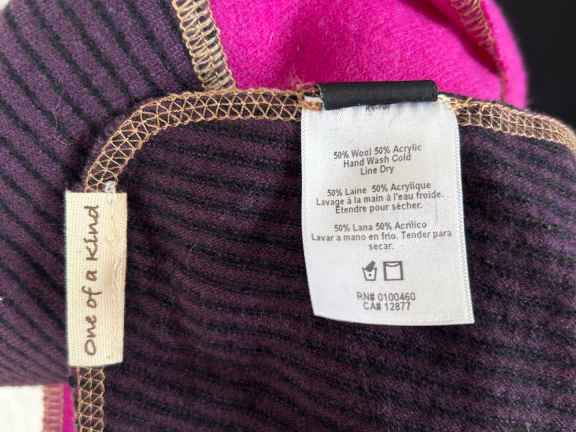 50% Wool 50% Acrylic
Hand Wash Cold
Line Dry
50% Laine 50% Acrylique
Lavage à la main à l'eau froide.
Étendre pour sécher.
50% Lana 50% Acrílico
Lavar a mano en frío. Tender para
secar.
RN# 0100460
CA# 12877
One of a Kind